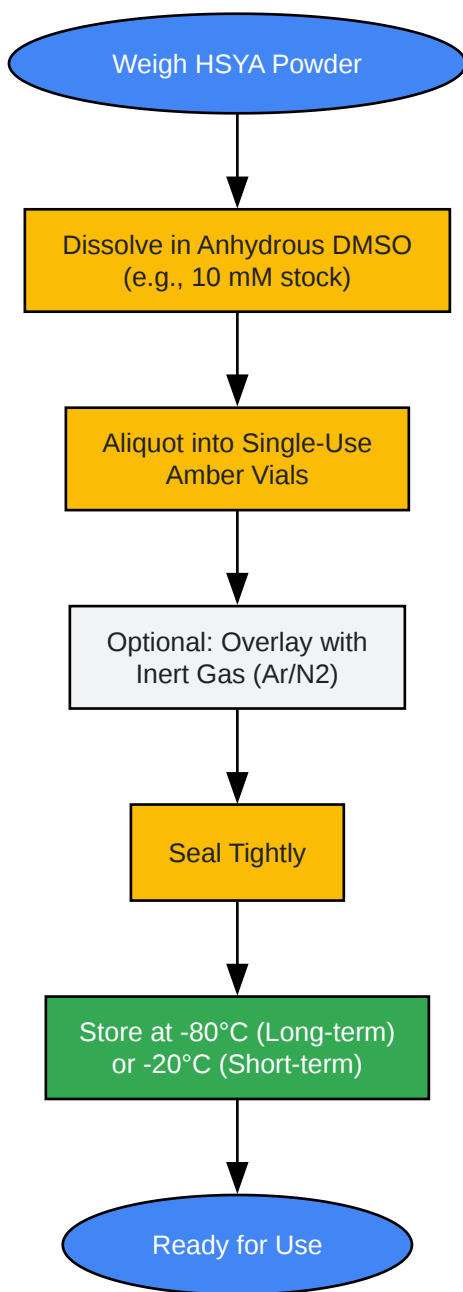 Weigh HSYA Powder
Dissolve in Anhydrous DMSO
(e.g., 10 mM stock)
Aliquot into Single-Use
Amber Vials
Optional: Overlay with
Inert Gas (Ar/N2)
Seal Tightly
Store at -80°C (Long-term)
or -20°C (Short-term)
Ready for Use